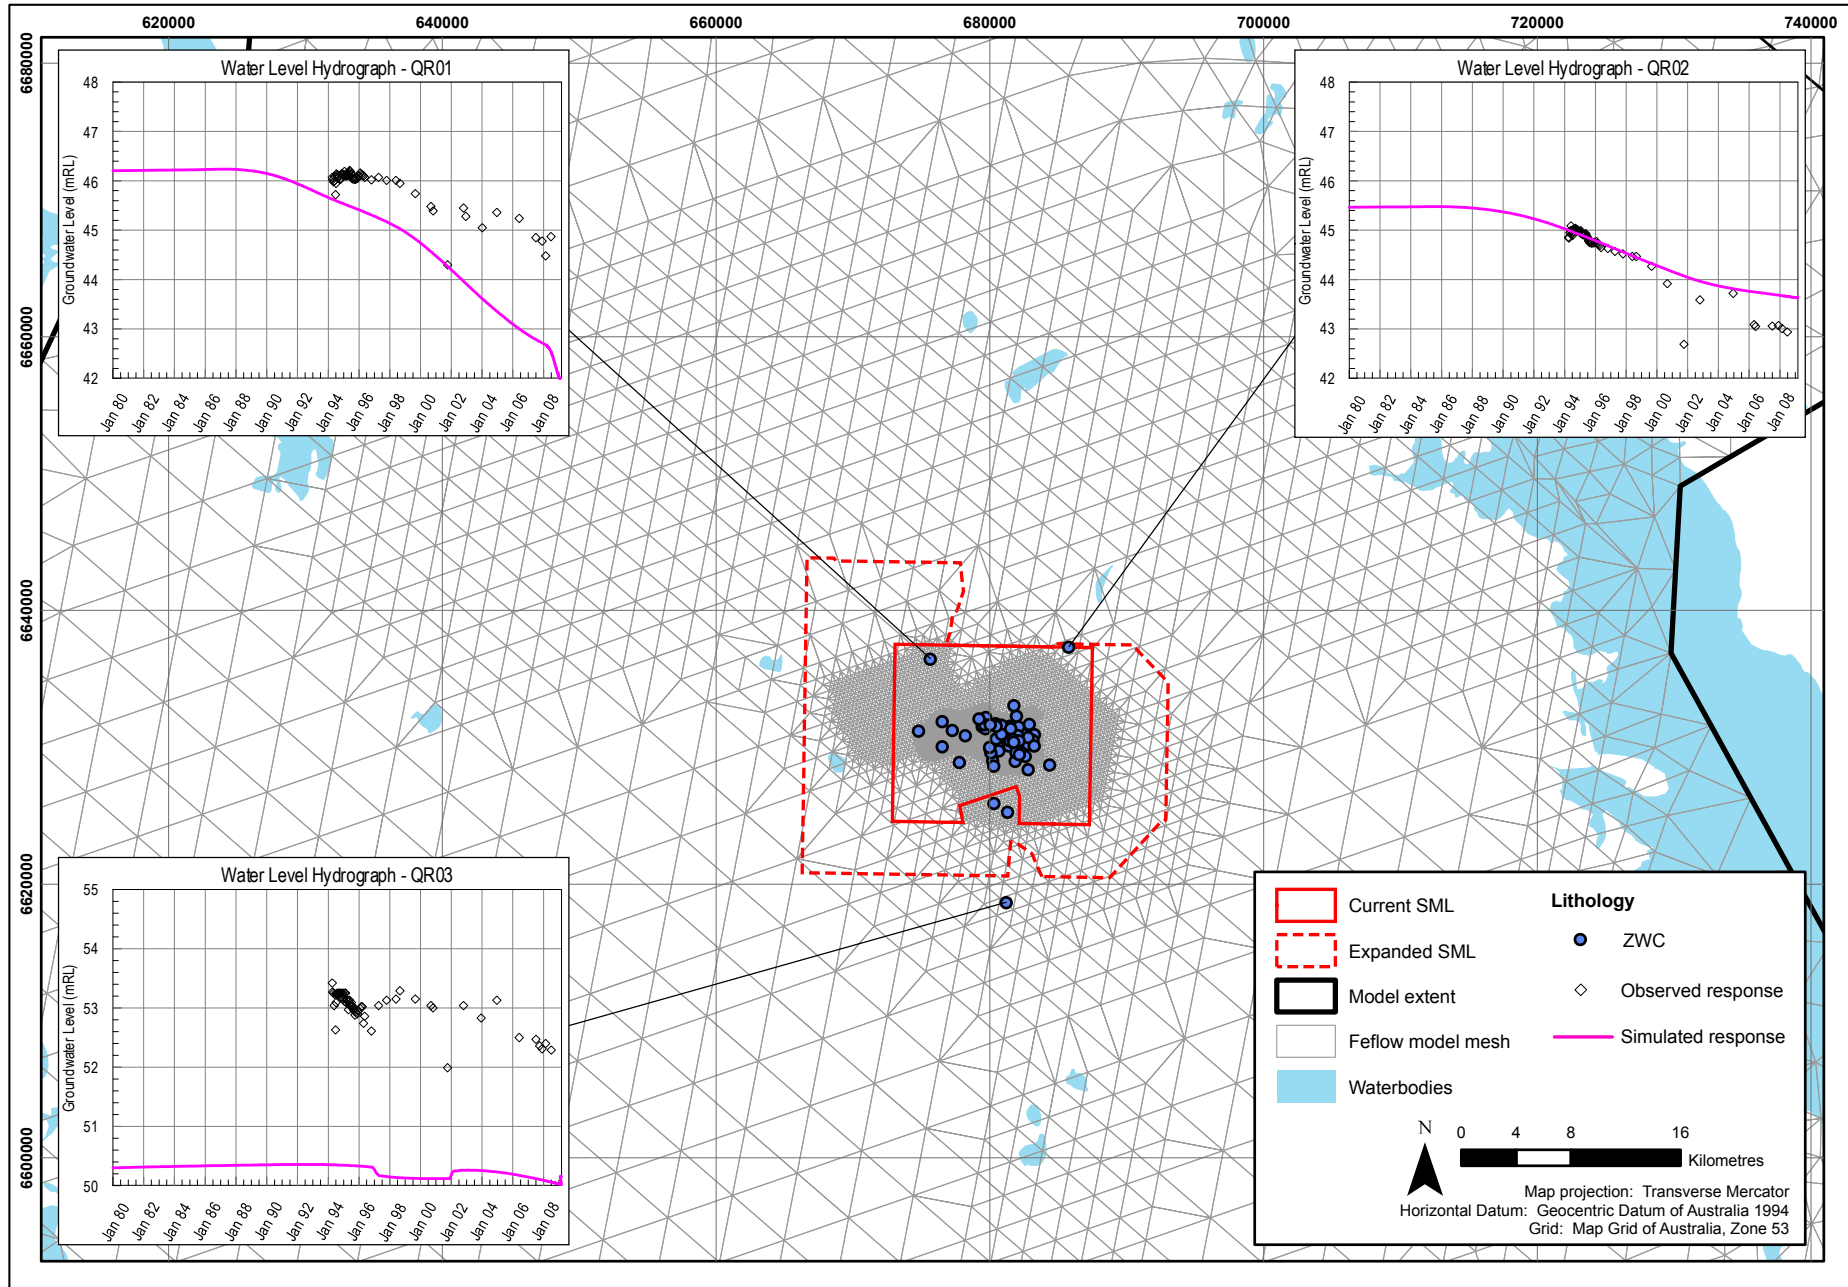 620000 640000 660000 680000 700000 720000 740000
6680000
6660000
6640000
6620000
6600000
Water Level Hydrograph - QR01
Groundwater Level (mRL)
48
47
46
45
44
43
42
Jan 80 Jan 82 Jan 84 Jan 86 Jan 88 Jan 90 Jan 92 Jan 94 Jan 96 Jan 98 Jan 00 Jan 02 Jan 04 Jan 06 Jan 08
Water Level Hydrograph - QR02
Groundwater Level (mRL)
48
47
46
45
44
43
42
Jan 80 Jan 82 Jan 84 Jan 86 Jan 88 Jan 90 Jan 92 Jan 94 Jan 96 Jan 98 Jan 00 Jan 02 Jan 04 Jan 06 Jan 08
Water Level Hydrograph - QR03
Groundwater Level (mRL)
55
54
53
52
51
50
Jan 80 Jan 82 Jan 84 Jan 86 Jan 88 Jan 90 Jan 92 Jan 94 Jan 96 Jan 98 Jan 00 Jan 02 Jan 04 Jan 06 Jan 08
Current SML
Expanded SML
Model extent
Feflow model mesh
Waterbodies
Lithology
ZWC
Observed response
Simulated response
N
0 4 8 16
Kilometres
Map projection: Transverse Mercator
Horizontal Datum: Geocentric Datum of Australia 1994
Grid: Map Grid of Australia, Zone 53